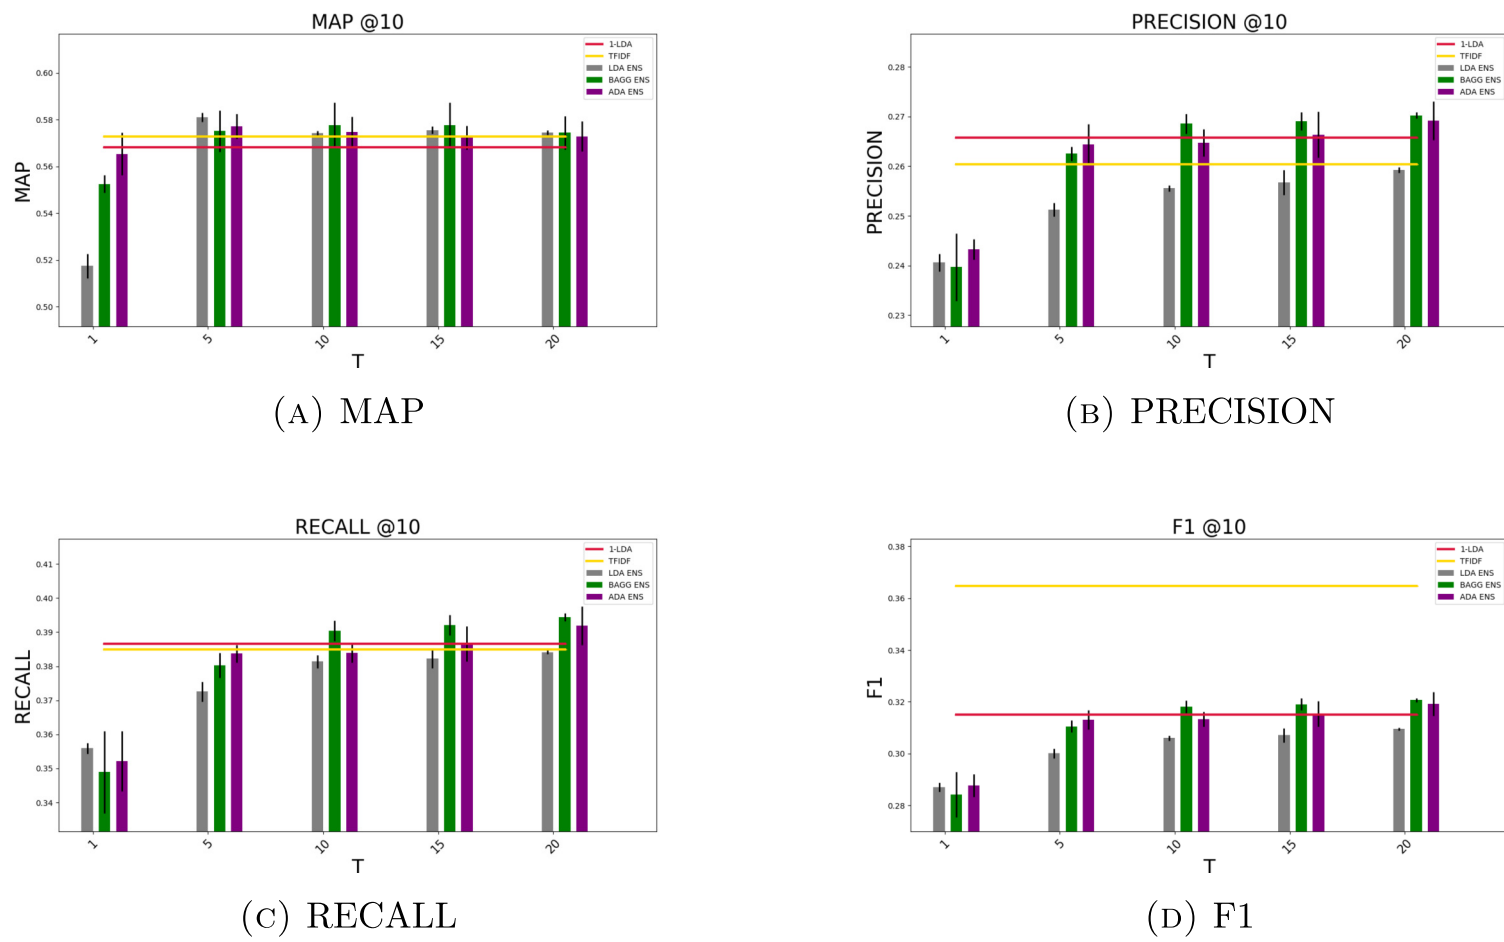 MAP @10
1-LDA
TFIDF
LDA ENS
BAGG ENS
ADA ENS
0.60
0.58
0.56
0.54
0.52
0.50
MAP
1 5 10 15 20
T
(A) MAP
PRECISION @10
1-LDA
TFIDF
LDA ENS
BAGG ENS
ADA ENS
0.28
0.27
0.26
0.25
0.24
0.23
PRECISION
1 5 10 15 20
T
(B) PRECISION
RECALL @10
1-LDA
TFIDF
LDA ENS
BAGG ENS
ADA ENS
0.41
0.40
0.39
0.38
0.37
0.36
0.35
0.34
RECALL
1 5 10 15 20
T
(C) RECALL
F1 @10
1-LDA
TFIDF
LDA ENS
BAGG ENS
ADA ENS
0.38
0.36
0.34
0.32
0.30
0.28
F1
1 5 10 15 20
T
(D) F1